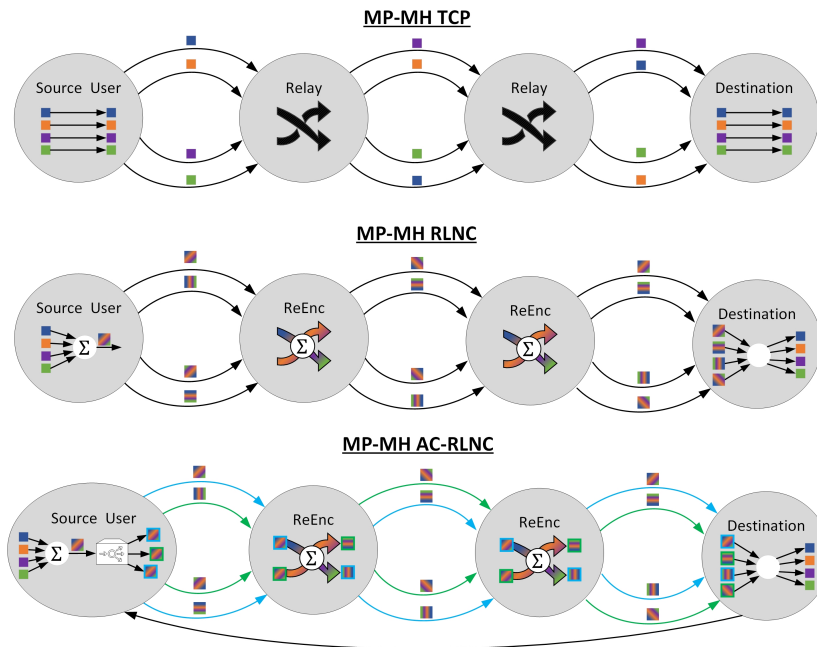 MP-MH TCP
Source User
Relay
Relay
Destination
MP-MH RLNC
Source User
ReEnc
ReEnc
Destination
Σ
Σ
Σ
MP-MH AC-RLNC
Source User
ReEnc
ReEnc
Destination
Σ
Σ
Σ